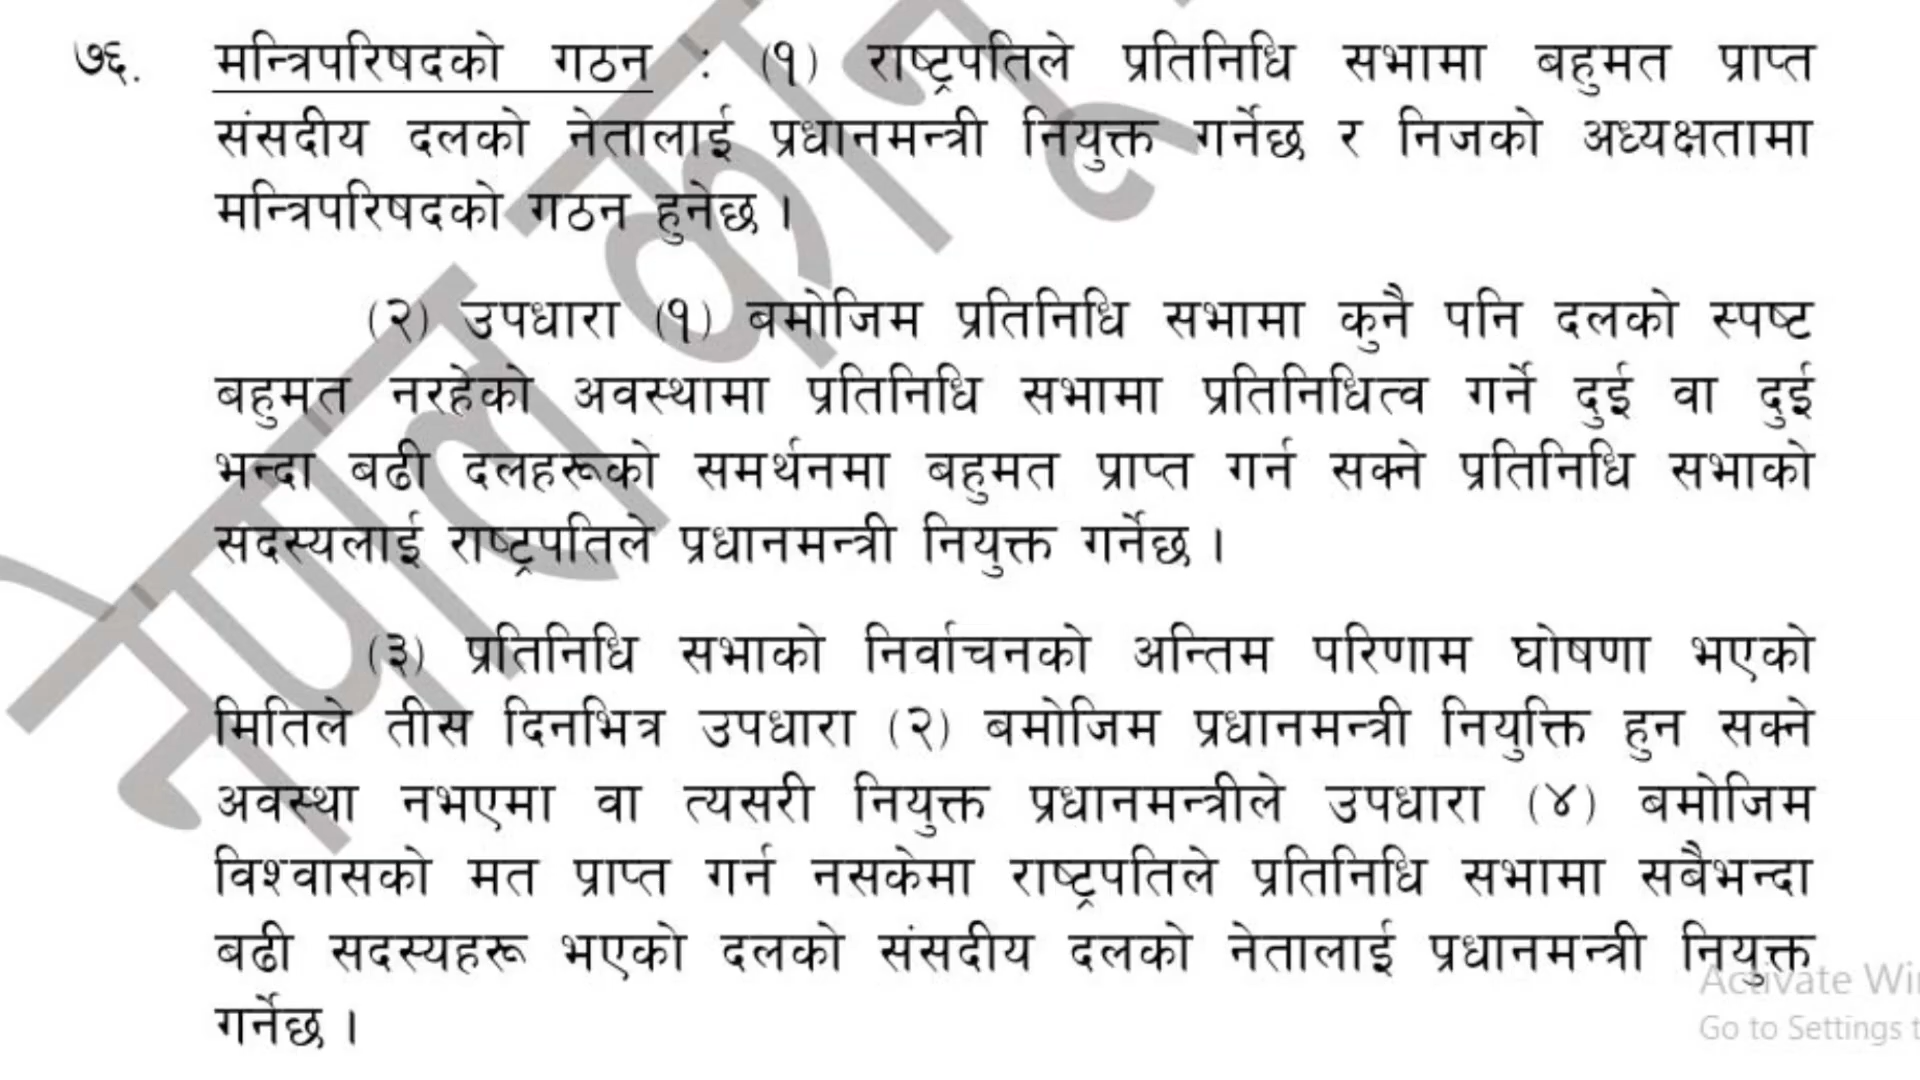 ७६. मन्त्रिपरिषदको गठन : (१) राष्ट्रपतिले प्रतिनिधि सभामा बहुमत प्राप्त
संसदीय दलको नेतालाई प्रधानमन्त्री नियुक्त गर्नेछ र निजको अध्यक्षतामा
मन्त्रिपरिषदको गठन हुनेछ ।
(२) उपधारा (१) बमोजिम प्रतिनिधि सभामा कुनै पनि दलको स्पष्ट
बहुमत नरहेको अवस्थामा प्रतिनिधि सभामा प्रतिनिधित्व गर्ने दुई वा दुई
भन्दा बढी दलहरूको समर्थनमा बहुमत प्राप्त गर्न सक्ने प्रतिनिधि सभाको
सदस्यलाई राष्ट्रपतिले प्रधानमन्त्री नियुक्त गर्नेछ ।
(३) प्रतिनिधि सभाको निर्वाचनको अन्तिम परिणाम घोषणा भएको
मितिले तीस दिनभित्र उपधारा (२) बमोजिम प्रधानमन्त्री नियुक्ति हुन सक्ने
अवस्था नभएमा वा त्यसरी नियुक्त प्रधानमन्त्रीले उपधारा (४) बमोजिम
विश्वासको मत प्राप्त गर्न नसकेमा राष्ट्रपतिले प्रतिनिधि सभामा सबैभन्दा
बढी सदस्यहरू भएको दलको संसदीय दलको नेतालाई प्रधानमन्त्री नियुक्त
गर्नेछ ।
नेपाल
Activate Wi
Go to Settings t